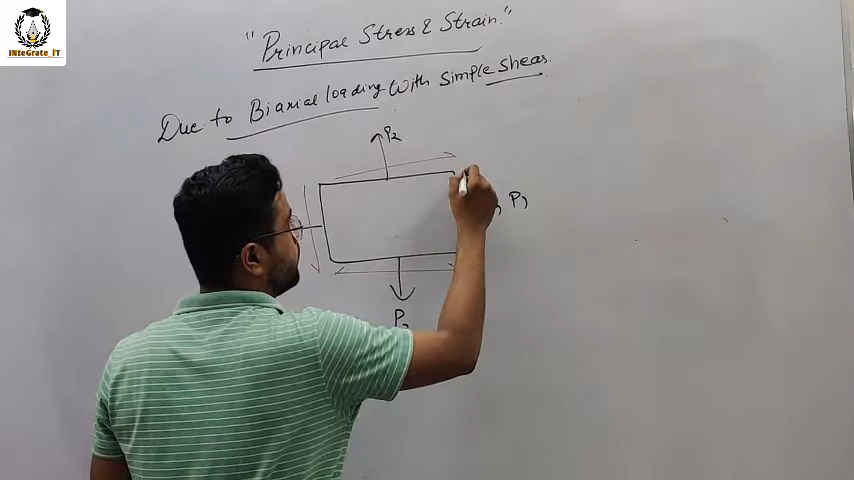 INteGrate_IT
"Principal Stress & Strain."
Due to Biaxial loading with Simple shear.
P2
P1
P2